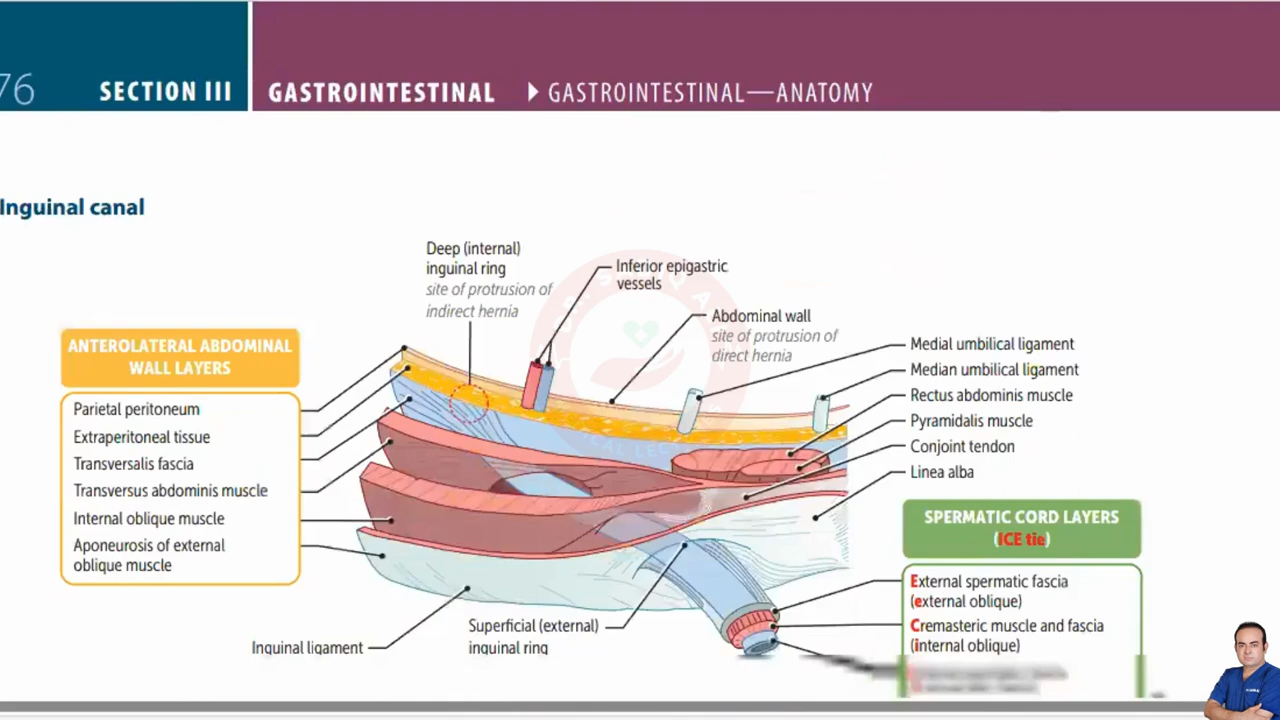 76
SECTION III
GASTROINTESTINAL
GASTROINTESTINAL—ANATOMY
Inguinal canal
Deep (internal)
inguinal ring
site of protrusion of
indirect hernia
Inferior epigastric
vessels
Abdominal wall
site of protrusion of
direct hernia
ANTEROLATERAL ABDOMINAL
WALL LAYERS
Parietal peritoneum
Extraperitoneal tissue
Transversalis fascia
Transversus abdominis muscle
Internal oblique muscle
Aponeurosis of external
oblique muscle
Medial umbilical ligament
Median umbilical ligament
Rectus abdominis muscle
Pyramidalis muscle
Conjoint tendon
Linea alba
SPERMATIC CORD LAYERS
(ICE tie)
External spermatic fascia
(external oblique)
Cremasteric muscle and fascia
(internal oblique)
Inguinal ligament
Superficial (external)
inguinal ring